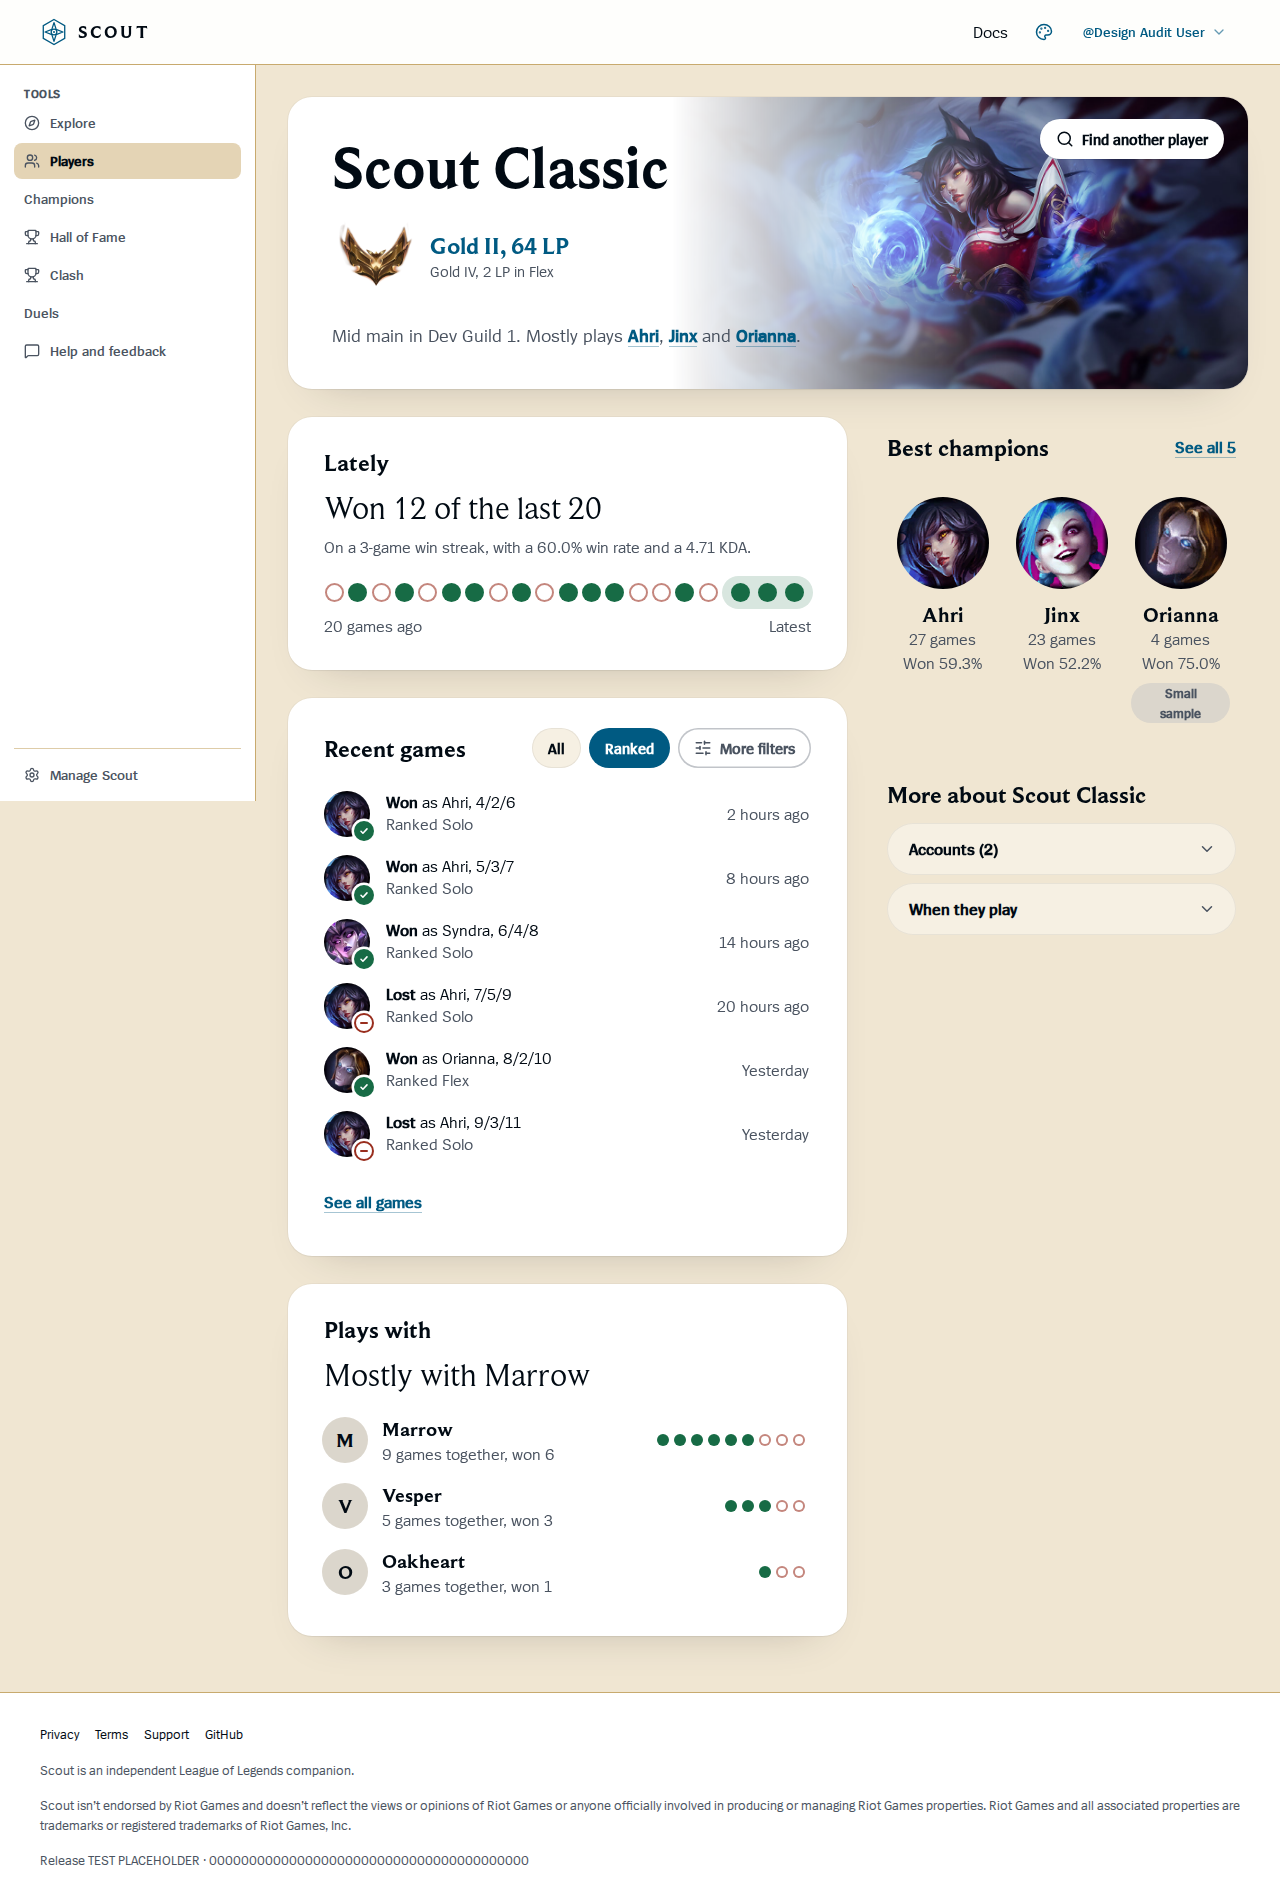 SCOUT
Docs
@Design Audit User
TOOLS
Explore
Players
Champions
Hall of Fame
Clash
Duels
Help and feedback
Manage Scout
Find another player
Scout Classic
Gold II, 64 LP
Gold IV, 2 LP in Flex
Mid main in Dev Guild 1. Mostly plays Ahri, Jinx and Orianna.
Lately
Won 12 of the last 20
On a 3-game win streak, with a 60.0% win rate and a 4.71 KDA.
20 games ago
Latest
Best champions
See all 5
Ahri
27 games
Won 59.3%
Jinx
23 games
Won 52.2%
Orianna
4 games
Won 75.0%
Small
sample
Recent games
All
Ranked
More filters
Won as Ahri, 4/2/6
Ranked Solo
2 hours ago
Won as Ahri, 5/3/7
Ranked Solo
8 hours ago
Won as Syndra, 6/4/8
Ranked Solo
14 hours ago
Lost as Ahri, 7/5/9
Ranked Solo
20 hours ago
Won as Orianna, 8/2/10
Ranked Flex
Yesterday
Lost as Ahri, 9/3/11
Ranked Solo
Yesterday
See all games
More about Scout Classic
Accounts (2)
When they play
Plays with
Mostly with Marrow
M
Marrow
9 games together, won 6
V
Vesper
5 games together, won 3
O
Oakheart
3 games together, won 1
Privacy
Terms
Support
GitHub
Scout is an independent League of Legends companion.
Scout isn't endorsed by Riot Games and doesn't reflect the views or opinions of Riot Games or anyone officially involved in producing or managing Riot Games properties. Riot Games and all associated properties are
trademarks or registered trademarks of Riot Games, Inc.
Release TEST PLACEHOLDER · 0000000000000000000000000000000000000000